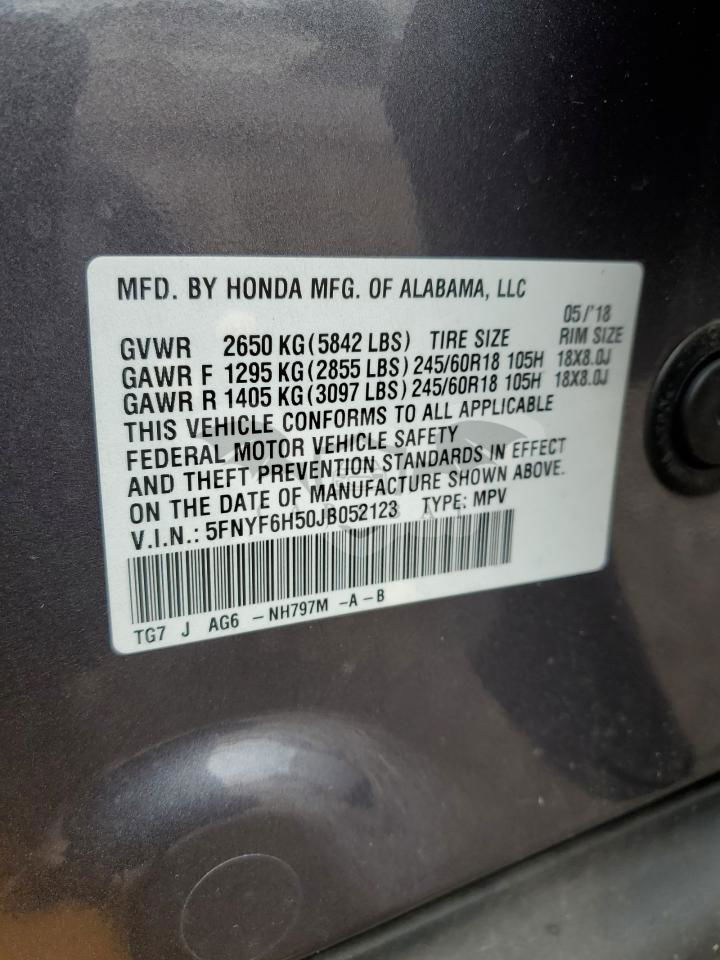 MFD. BY HONDA MFG. OF ALABAMA, LLC
05/'18
GVWR 2650 KG(5842 LBS) TIRE SIZE RIM SIZE
GAWR F 1295 KG(2855 LBS) 245/60R18 105H 18X8.0J
GAWR R 1405 KG(3097 LBS) 245/60R18 105H 18X8.0J
THIS VEHICLE CONFORMS TO ALL APPLICABLE
FEDERAL MOTOR VEHICLE SAFETY
AND THEFT PREVENTION STANDARDS IN EFFECT
ON THE DATE OF MANUFACTURE SHOWN ABOVE.
V.I.N.: 5FNYF6H50JB052123 TYPE: MPV
TG7 J AG6 -NH797M -A-B